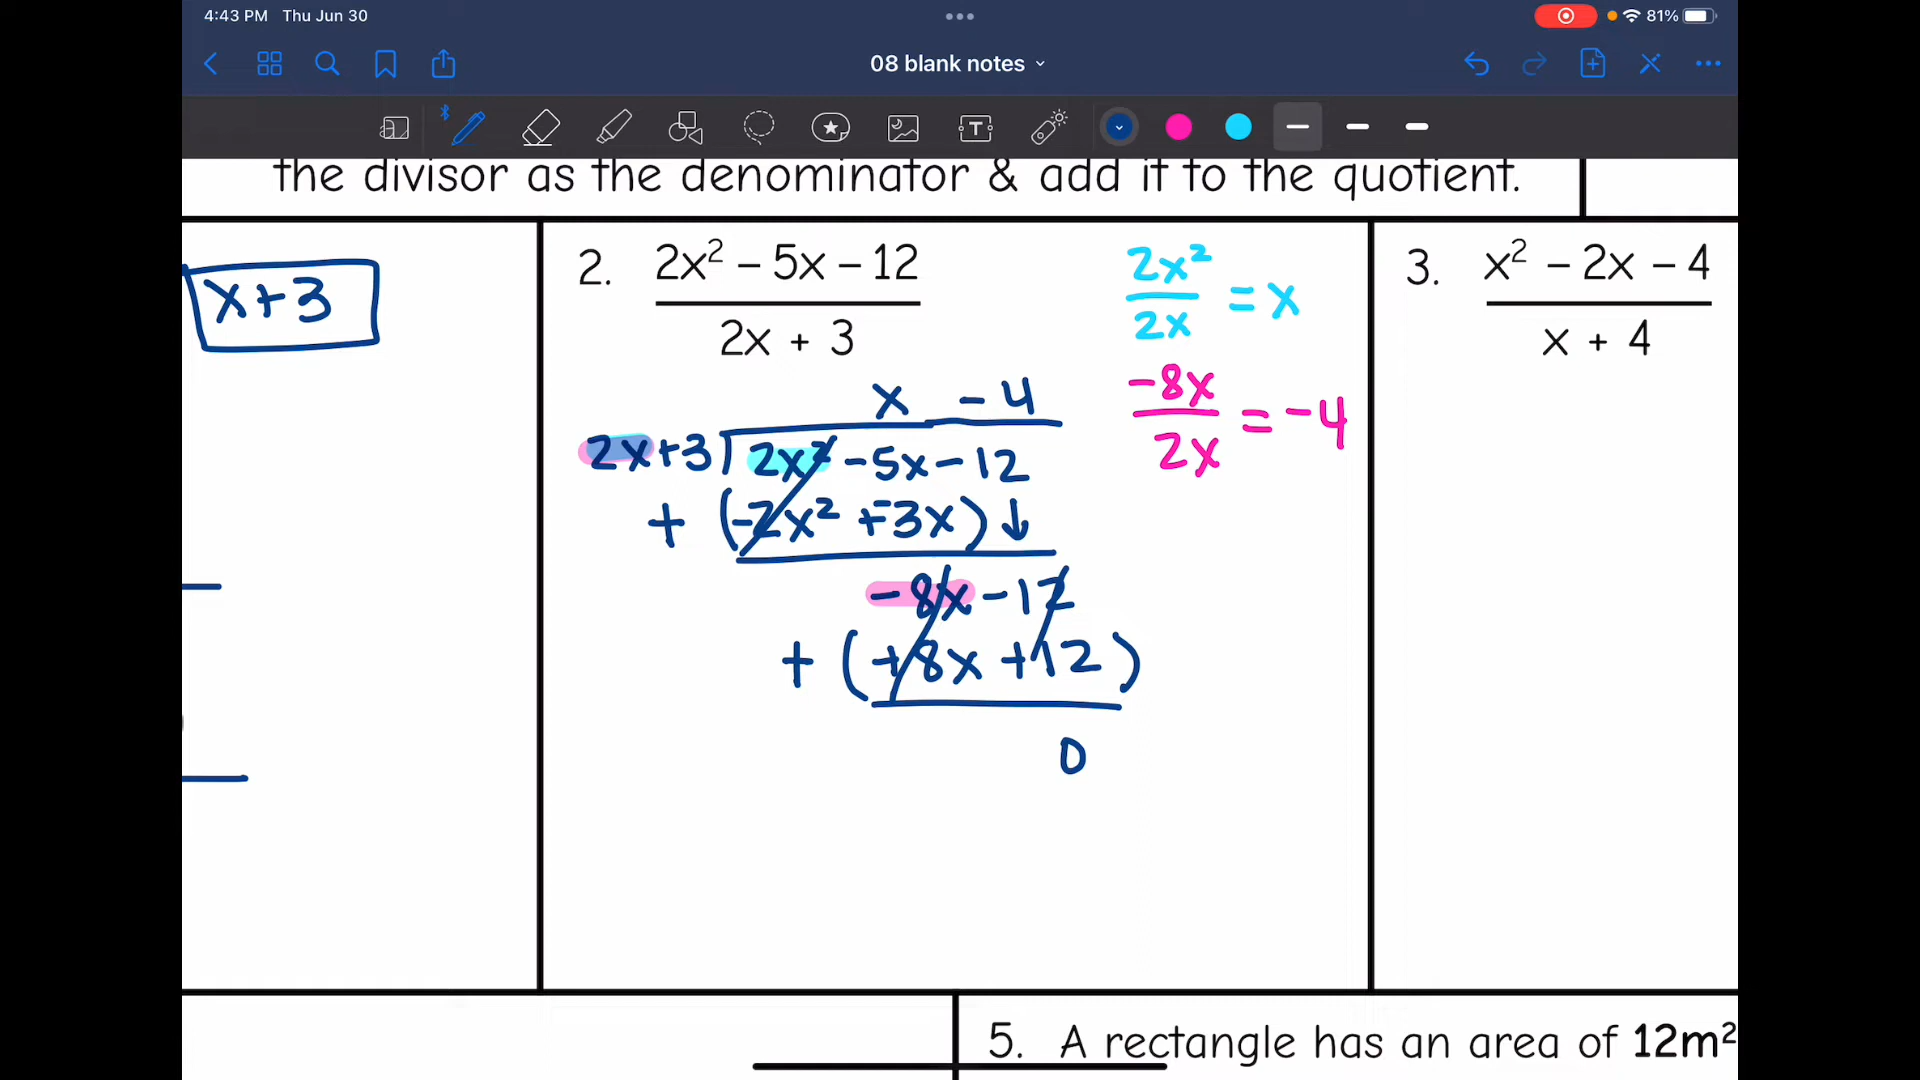 4:43 PM Thu Jun 30
81%
08 blank notes
the divisor as the denominator & add it to the quotient.
x+3
2. 2x² – 5x – 12
2x + 3
2x²
2x
= x
-8x
2x
= -4
x - 4
2x+3 2x² -5x -12
+ (-2x² +-3x) ↓
-8x -12
+ (+8x +12)
0
3. x² – 2x – 4
x + 4
5. A rectangle has an area of 12m²